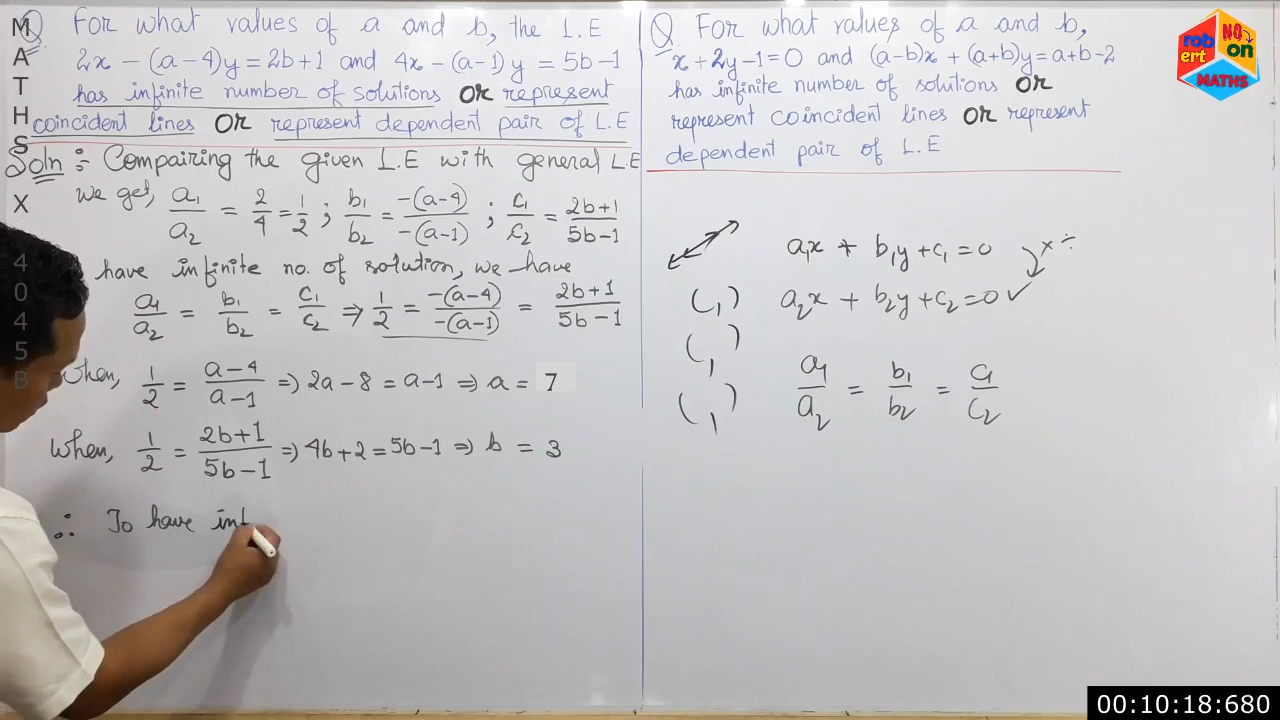 MATHS X 4045B
Q For what values of a and b, the L.E
2x - (a-4)y = 2b+1 and 4x - (a-1)y = 5b-1
has infinite number of solutions OR represent
coincident lines OR represent dependent pair of L.E
Soln :- Compairing the given L.E with general L.E
We get, a₁/a₂ = 2/4 = 1/2 ; b₁/b₂ = -(a-4)/-(a-1) ; c₁/c₂ = 2b+1/5b-1
have infinite no. of solution, we have
a₁/a₂ = b₁/b₂ = c₁/c₂ ⇒ 1/2 = -(a-4)/-(a-1) = 2b+1/5b-1
When, 1/2 = a-4/a-1 ⇒ 2a-8 = a-1 ⇒ a = 7
When, 1/2 = 2b+1/5b-1 ⇒ 4b+2 = 5b-1 ⇒ b = 3
∴ To have inf
Q. For what values of a and b,
x+2y-1=0 and (a-b)x + (a+b)y = a+b-2
has infinite number of solutions OR
represent coincident lines OR represent
dependent pair of L.E
a₁x + b₁y + c₁ = 0 × ÷
( , ) a₂x + b₂y + c₂ = 0 ✓
( , )
( , ) a₁/a₂ = b₁/b₂ = c₁/c₂
robert NO on
MATHS
00:10:18:680